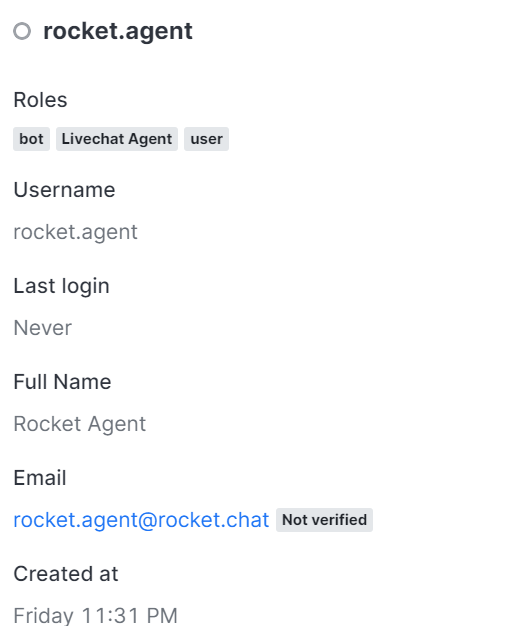 rocket.agent
Roles
bot Livechat Agent user
Username
rocket.agent
Last login
Never
Full Name
Rocket Agent
Email
rocket.agent@rocket.chat Not verified
Created at
Friday 11:31 PM